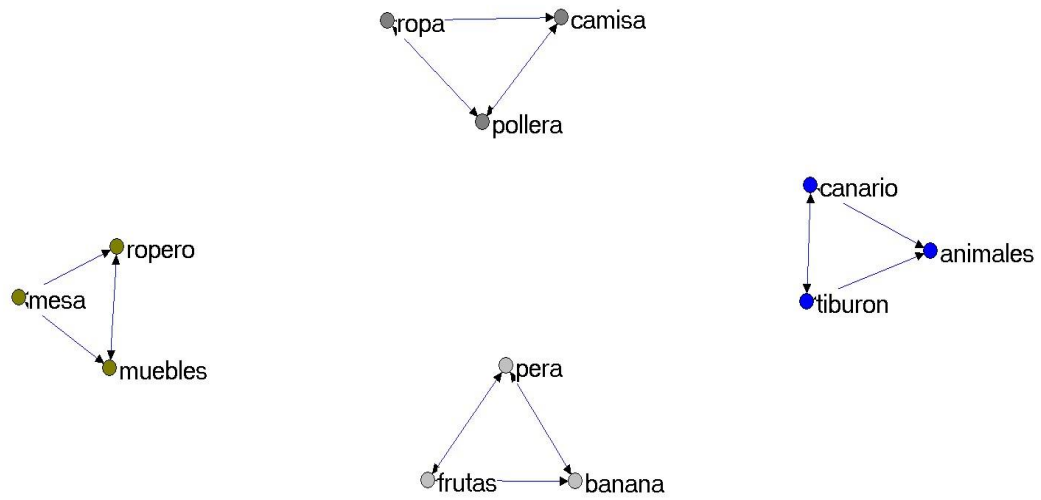 ropa
camisa
pollera
canario
animales
tiburon
ropero
mesa
muebles
pera
frutas
banana